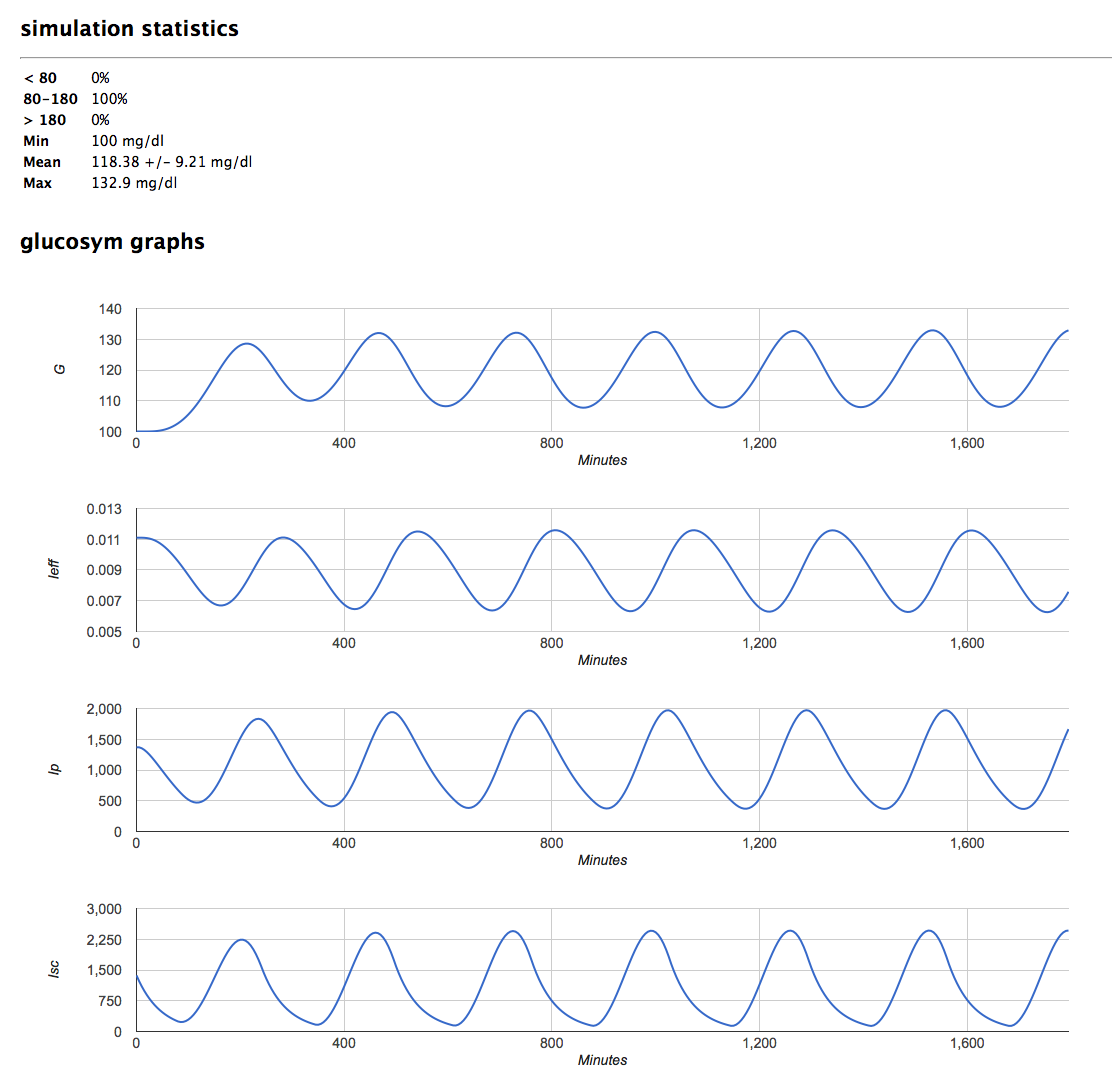 simulation statistics
< 80 0%
80-180 100%
> 180 0%
Min 100 mg/dl
Mean 118.38 +/- 9.21 mg/dl
Max 132.9 mg/dl
glucosym graphs
140
130
120
110
100
G
0 400 800 1,200 1,600
Minutes
0.013
0.011
0.009
0.007
0.005
Ieff
0 400 800 1,200 1,600
Minutes
2,000
1,500
1,000
500
0
Ip
0 400 800 1,200 1,600
Minutes
3,000
2,250
1,500
750
0
Isc
0 400 800 1,200 1,600
Minutes